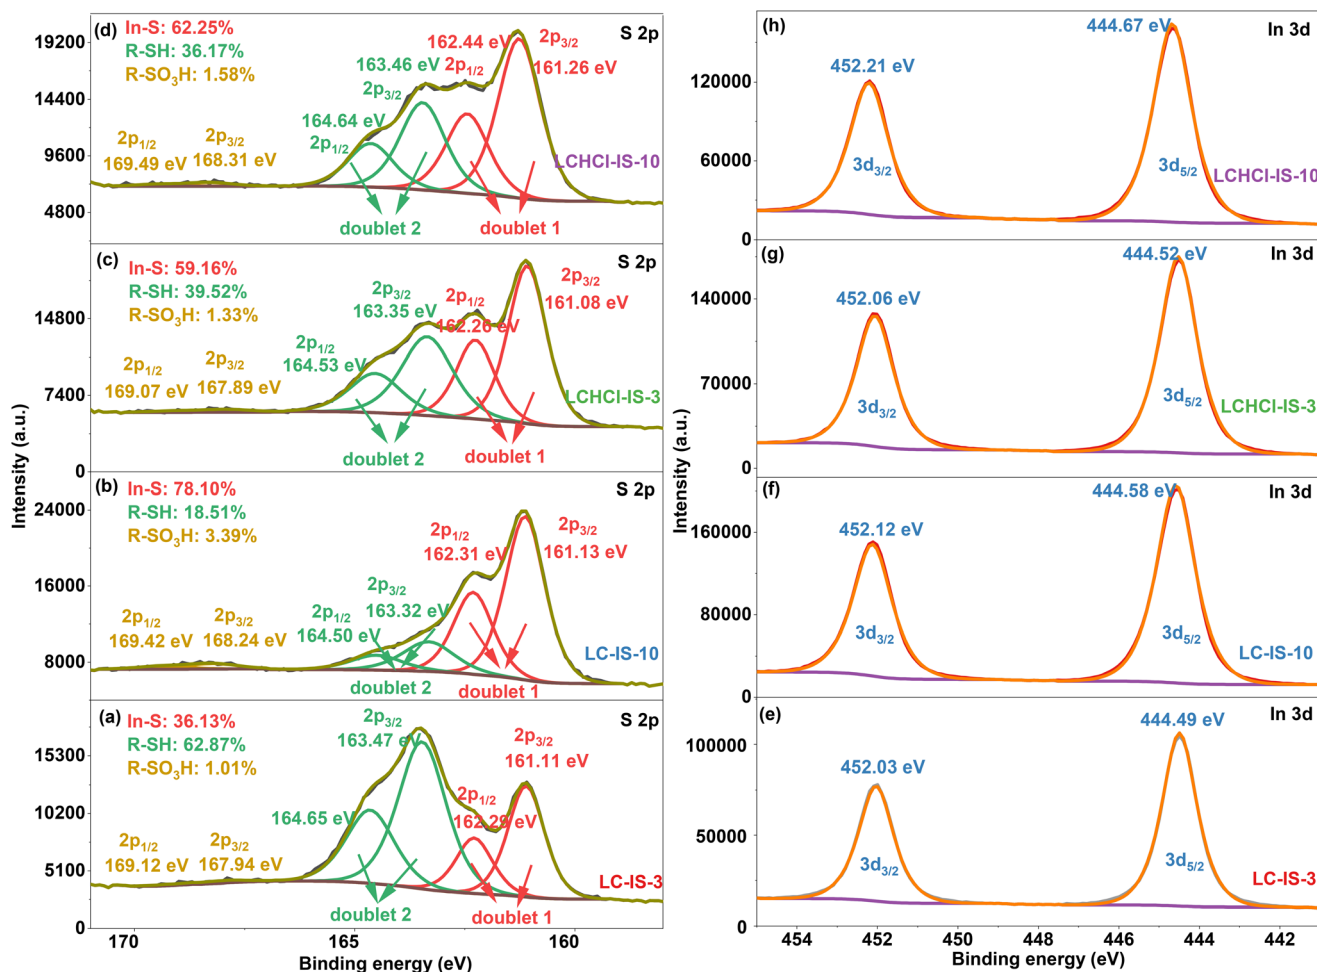 (d)
In-S: 62.25%
R-SH: 36.17%
R-SO3H: 1.58%
S 2p
19200
14400
9600
4800
2p1/2
169.49 eV
2p3/2
168.31 eV
164.64 eV
2p1/2
163.46 eV
2p3/2
162.44 eV
2p1/2
2p3/2
161.26 eV
LCHCl-IS-10
doublet 2
doublet 1
(c)
In-S: 59.16%
R-SH: 39.52%
R-SO3H: 1.33%
S 2p
14800
7400
0
2p1/2
169.07 eV
2p3/2
167.89 eV
2p1/2
164.53 eV
2p3/2
163.35 eV
2p1/2
162.26 eV
2p3/2
161.08 eV
LCHCl-IS-3
doublet 2
doublet 1
(b)
In-S: 78.10%
R-SH: 18.51%
R-SO3H: 3.39%
S 2p
24000
16000
8000
2p1/2
169.42 eV
2p3/2
168.24 eV
2p1/2
164.50 eV
2p3/2
163.32 eV
2p1/2
162.31 eV
2p3/2
161.13 eV
LC-IS-10
doublet 2
doublet 1
(a)
In-S: 36.13%
R-SH: 62.87%
R-SO3H: 1.01%
S 2p
15300
10200
5100
0
2p1/2
169.12 eV
2p3/2
167.94 eV
164.65 eV
2p3/2
163.47 eV
2p1/2
162.29 eV
2p3/2
161.11 eV
LC-IS-3
doublet 2
doublet 1
170
165
160
Binding energy (eV)
Intensity (a.u.)
(h)
In 3d
444.67 eV
452.21 eV
120000
60000
0
3d3/2
3d5/2
LCHCl-IS-10
(g)
In 3d
444.52 eV
452.06 eV
140000
70000
0
3d3/2
3d5/2
LCHCl-IS-3
(f)
In 3d
444.58 eV
452.12 eV
160000
80000
0
3d3/2
3d5/2
LC-IS-10
(e)
In 3d
444.49 eV
452.03 eV
100000
50000
0
3d3/2
3d5/2
LC-IS-3
454
452
450
448
446
444
442
Binding energy (eV)
Intensity (a.u.)